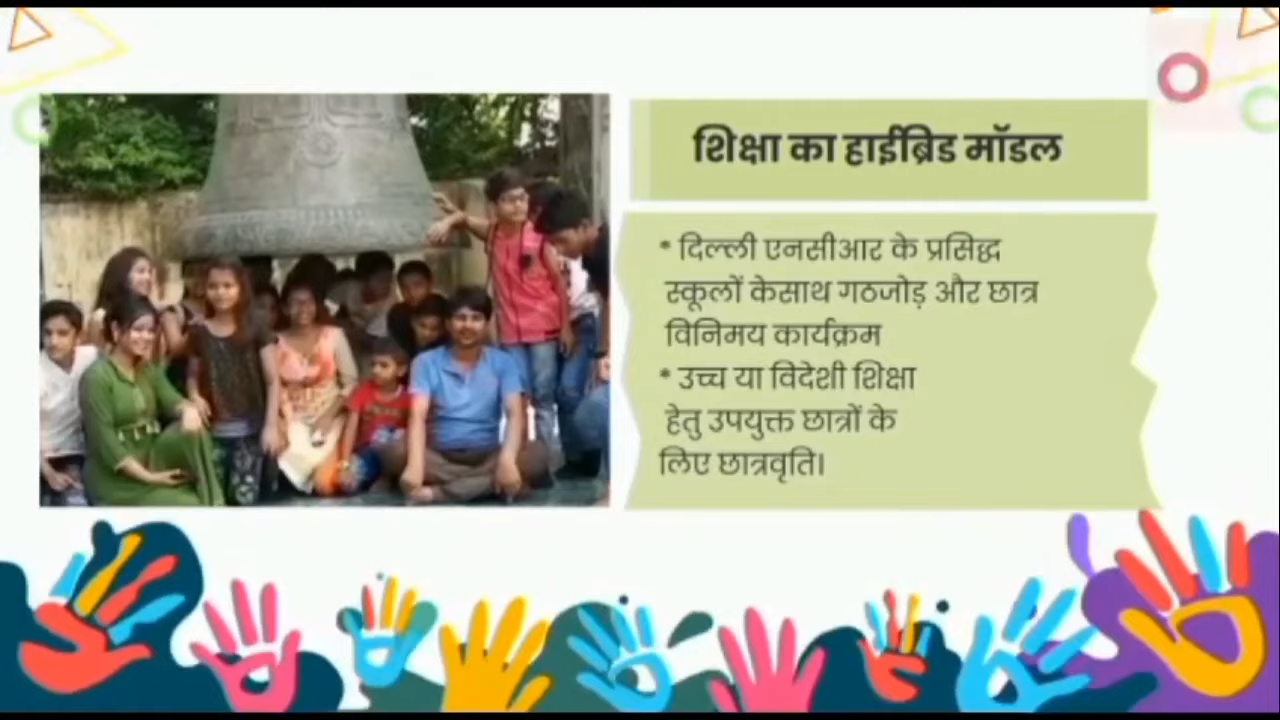 शिक्षा का हाईब्रिड मॉडल
* दिल्ली एनसीआर के प्रसिद्ध
स्कूलों केसाथ गठजोड़ और छात्र
विनिमय कार्यक्रम
* उच्च या विदेशी शिक्षा
हेतु उपयुक्त छात्रों के
लिए छात्रवृति।